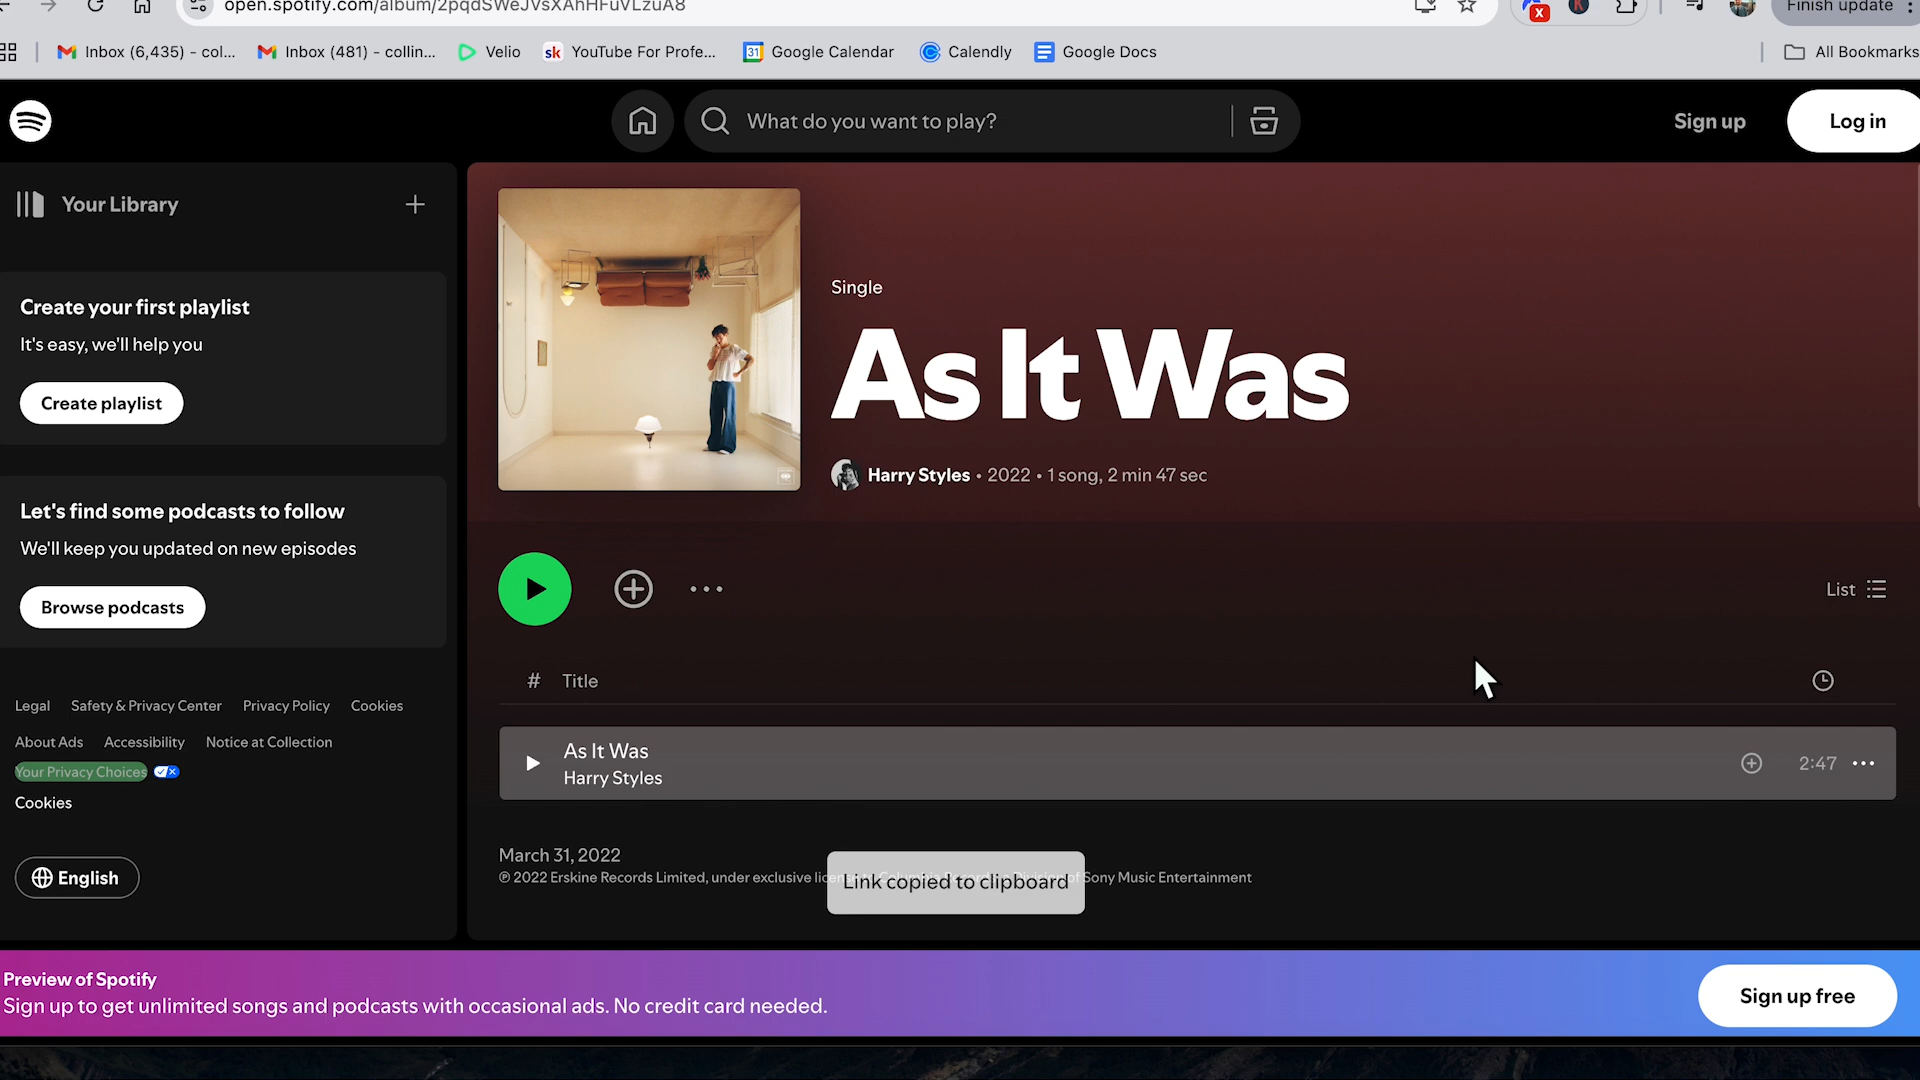 open.spotify.com/album/2pqdSWeJVsXAhHFuVLzuA8
Finish update
Inbox (6,435) - col...
Inbox (481) - collin...
Velio
sk
YouTube For Profe...
31
Google Calendar
Calendly
Google Docs
All Bookmarks
What do you want to play?
Sign up
Log in
Your Library
Create your first playlist
It's easy, we'll help you
Create playlist
Let's find some podcasts to follow
We'll keep you updated on new episodes
Browse podcasts
Legal
Safety & Privacy Center
Privacy Policy
Cookies
About Ads
Accessibility
Notice at Collection
Your Privacy Choices
Cookies
English
Single
As It Was
Harry Styles • 2022 • 1 song, 2 min 47 sec
List
# Title
As It Was
Harry Styles
2:47
March 31, 2022
℗ 2022 Erskine Records Limited, under exclusive of Sony Music Entertainment
Link copied to clipboard
Preview of Spotify
Sign up to get unlimited songs and podcasts with occasional ads. No credit card needed.
Sign up free